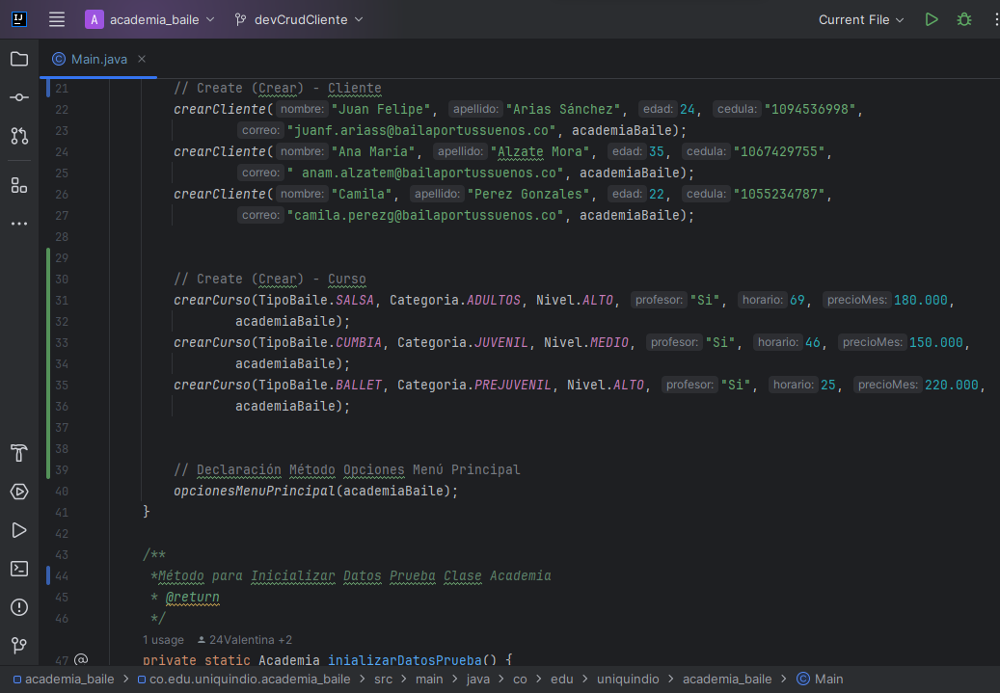 IJ
A academia_baile devCrudCliente Current File
Main.java
21 // Create (Crear) - Cliente
22 crearCliente( nombre: "Juan Felipe", apellido: "Arias Sánchez", edad: 24, cedula: "1094536998",
23 correo: "juanf.ariass@bailaportussuenos.co", academiaBaile);
24 crearCliente( nombre: "Ana María", apellido: "Alzate Mora", edad: 35, cedula: "1067429755",
25 correo: " anam.alzatem@bailaportussuenos.co", academiaBaile);
26 crearCliente( nombre: "Camila", apellido: "Perez Gonzales", edad: 22, cedula: "1055234787",
27 correo: "camila.perezg@bailaportussuenos.co", academiaBaile);
28
29
30 // Create (Crear) - Curso
31 crearCurso(TipoBaile.SALSA, Categoria.ADULTOS, Nivel.ALTO, profesor: "Si", horario: 69, precioMes: 180.000,
32 academiaBaile);
33 crearCurso(TipoBaile.CUMBIA, Categoria.JUVENIL, Nivel.MEDIO, profesor: "Si", horario: 46, precioMes: 150.000,
34 academiaBaile);
35 crearCurso(TipoBaile.BALLET, Categoria.PREJUVENIL, Nivel.ALTO, profesor: "Si", horario: 25, precioMes: 220.000,
36 academiaBaile);
37
38
39 // Declaración Método Opciones Menú Principal
40 opcionesMenuPrincipal(academiaBaile);
41 }
42
43 /**
44 *Método para Inicializar Datos Prueba Clase Academia
45 * @return
46 */
1 usage 24Valentina +2
47 @ private static Academia inializarDatosPrueba() {
academia_baile > co.edu.uniquindio.academia_baile > src > main > java > co > edu > uniquindio > academia_baile > Main